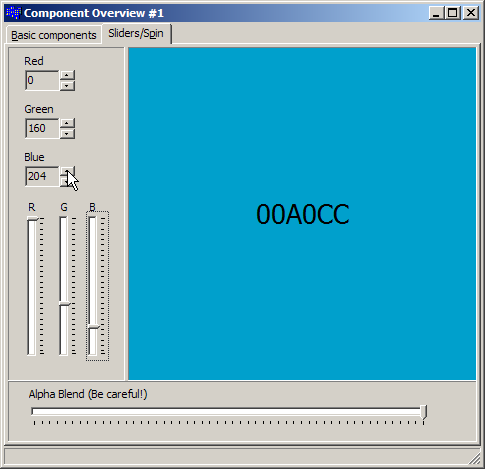 Component Overview #1
Basic components
Sliders/Spin
Red
0
Green
160
Blue
204
R G B
00A0CC
Alpha Blend (Be careful!)